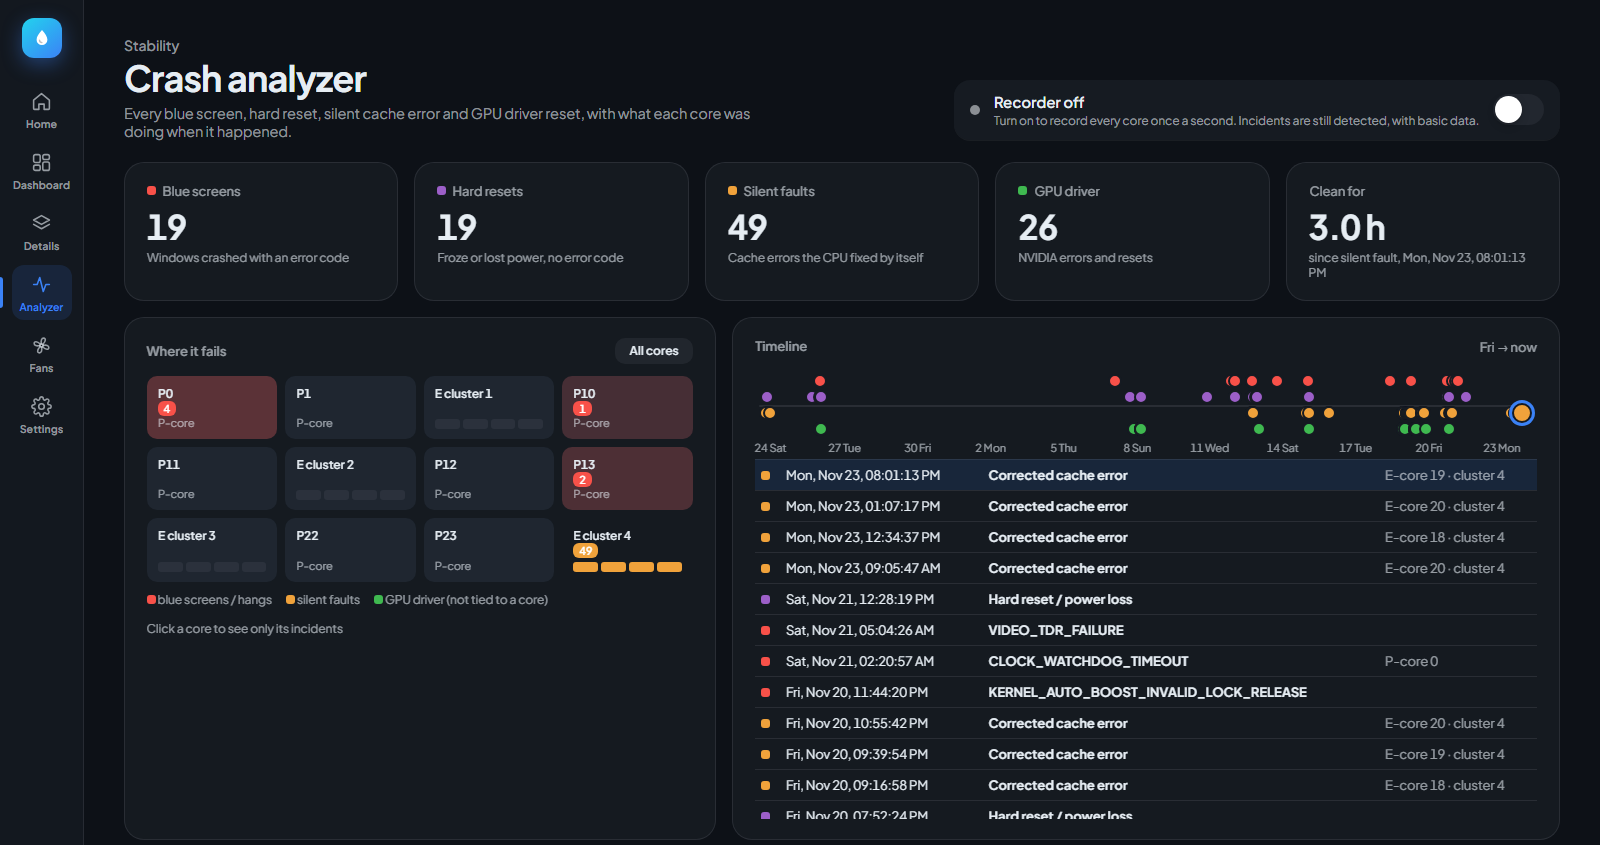 Stability
Crash analyzer
Every blue screen, hard reset, silent cache error and GPU driver reset, with what each core was
doing when it happened.
Recorder off
Turn on to record every core once a second. Incidents are still detected, with basic data.
Home
Dashboard
Details
Analyzer
Fans
Settings
Blue screens
19
Windows crashed with an error code
Hard resets
19
Froze or lost power, no error code
Silent faults
49
Cache errors the CPU fixed by itself
GPU driver
26
NVIDIA errors and resets
Clean for
3.0 h
since silent fault, Mon, Nov 23, 08:01:13
PM
Where it fails
All cores
P0
4
P-core
P1
P-core
E cluster 1
P10
1
P-core
P11
P-core
E cluster 2
P12
P-core
P13
2
P-core
E cluster 3
P22
P-core
P23
P-core
E cluster 4
49
blue screens / hangs
silent faults
GPU driver (not tied to a core)
Click a core to see only its incidents
Timeline
Fri → now
24 Sat
27 Tue
30 Fri
2 Mon
5 Thu
8 Sun
11 Wed
14 Sat
17 Tue
20 Fri
23 Mon
Mon, Nov 23, 08:01:13 PM Corrected cache error E-core 19 · cluster 4
Mon, Nov 23, 01:07:17 PM Corrected cache error E-core 20 · cluster 4
Mon, Nov 23, 12:34:37 PM Corrected cache error E-core 18 · cluster 4
Mon, Nov 23, 09:05:47 AM Corrected cache error E-core 20 · cluster 4
Sat, Nov 21, 12:28:19 PM Hard reset / power loss
Sat, Nov 21, 05:04:26 AM VIDEO_TDR_FAILURE
Sat, Nov 21, 02:20:57 AM CLOCK_WATCHDOG_TIMEOUT P-core 0
Fri, Nov 20, 11:44:20 PM KERNEL_AUTO_BOOST_INVALID_LOCK_RELEASE
Fri, Nov 20, 10:55:42 PM Corrected cache error E-core 20 · cluster 4
Fri, Nov 20, 09:39:54 PM Corrected cache error E-core 19 · cluster 4
Fri, Nov 20, 09:16:58 PM Corrected cache error E-core 18 · cluster 4
Fri, Nov 20, 07:52:24 PM Hard reset / power loss